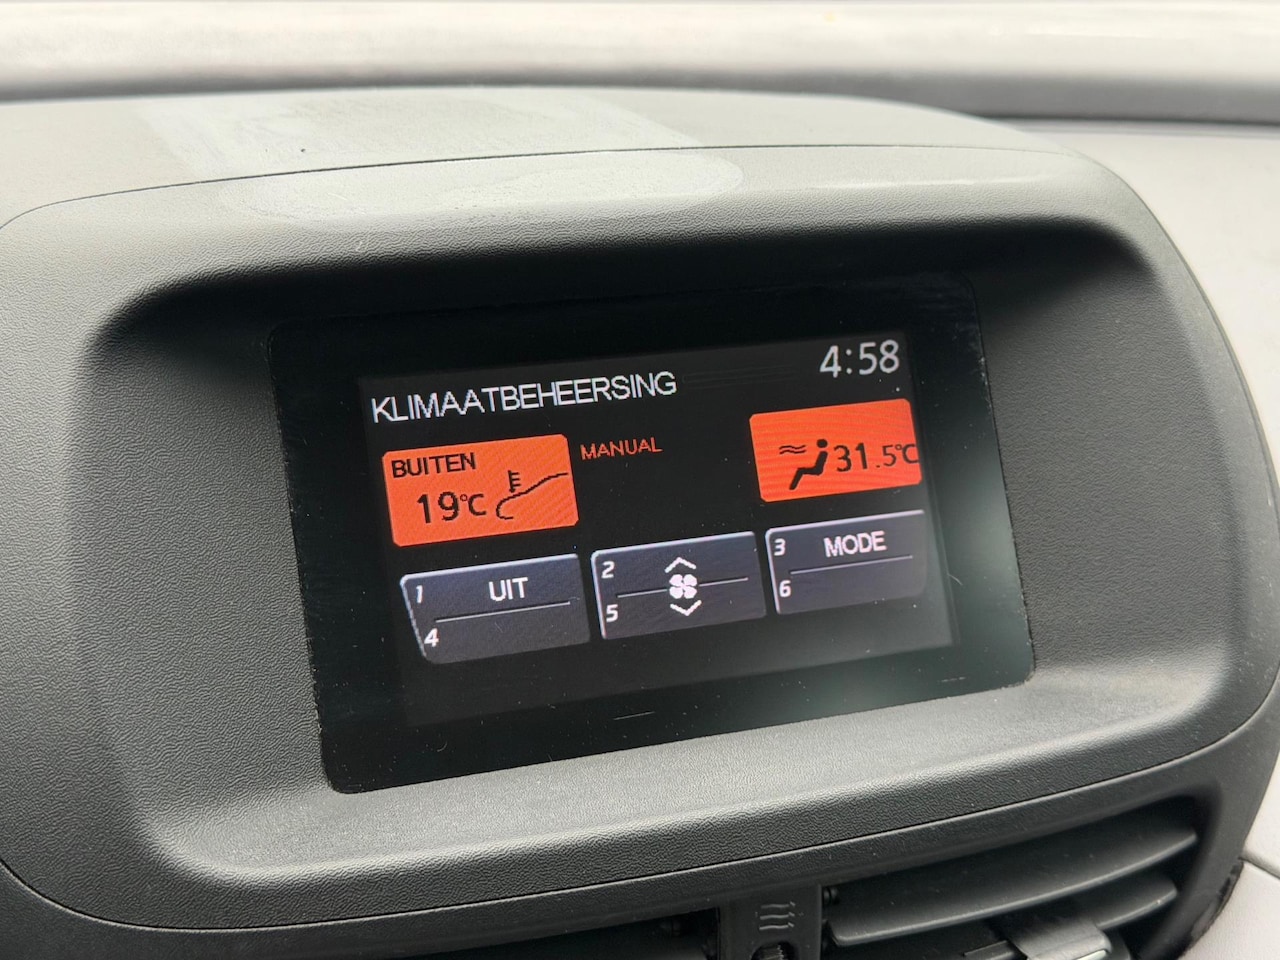 4:58
KLIMAATBEHEERSING
BUITEN
19°C
MANUAL
31.5°C
1 UIT
4
2
5
3 MODE
6